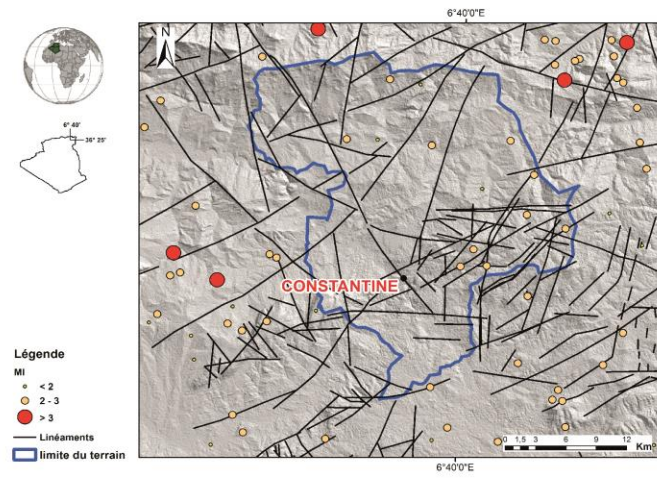 6°40'0"E
N
6° 40'
36° 25'
CONSTANTINE
Légende
MI
< 2
2 - 3
> 3
Linéaments
limite du terrain
0 1,5 3 6 9 12
Km
6°40'0"E